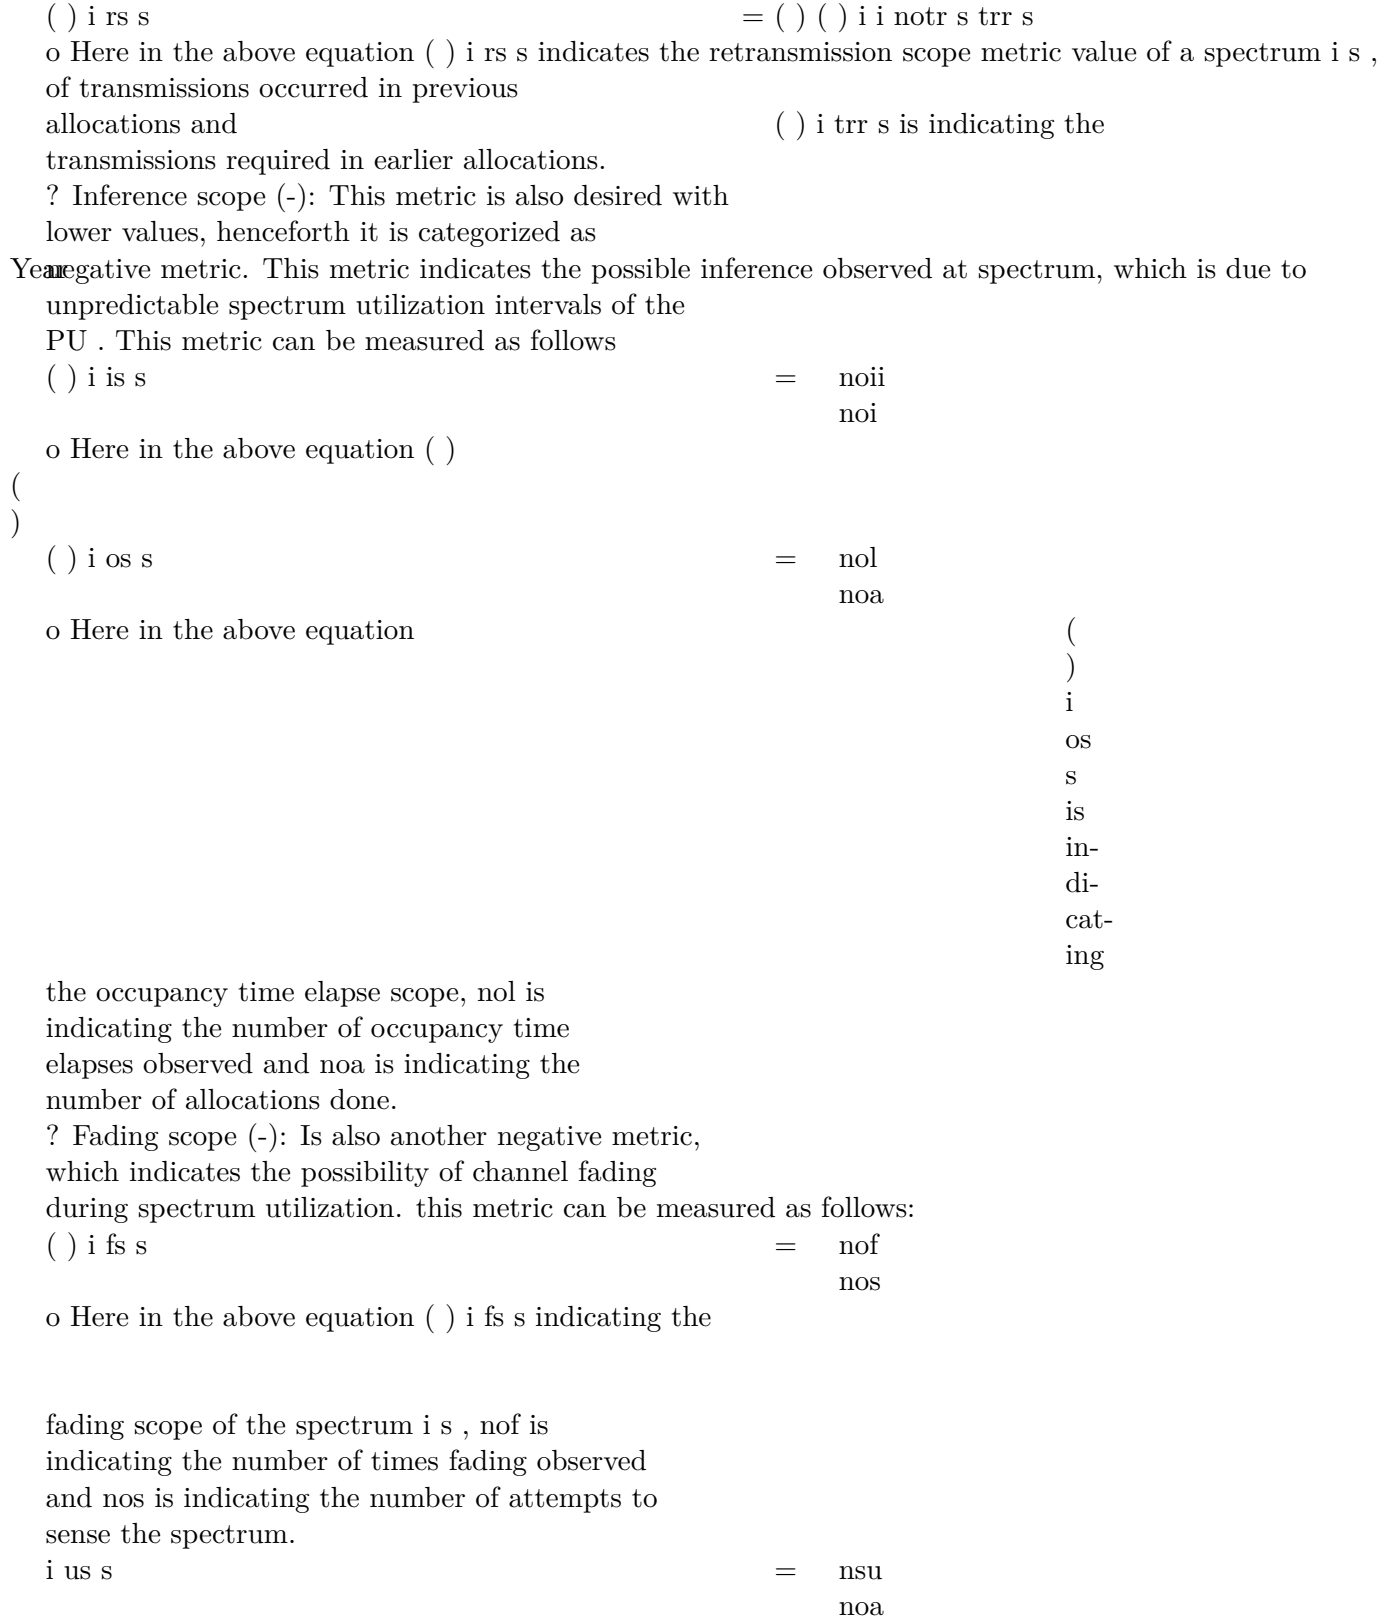 ( ) i rs s = ( ) ( ) i i notr s trr s
o Here in the above equation ( ) i rs s indicates the retransmission scope metric value of a spectrum i s ,
of transmissions occurred in previous
allocations and ( ) i trr s is indicating the
transmissions required in earlier allocations.
? Inference scope (-): This metric is also desired with
lower values, henceforth it is categorized as
Year negative metric. This metric indicates the possible inference observed at spectrum, which is due to
unpredictable spectrum utilization intervals of the
PU . This metric can be measured as follows
( ) i is s = noii
noi
o Here in the above equation ( )
(
)
( ) i os s = nol
noa
o Here in the above equation (
)
i
os
s
is
in-
di-
cat-
ing
the occupancy time elapse scope, nol is
indicating the number of occupancy time
elapses observed and noa is indicating the
number of allocations done.
? Fading scope (-): Is also another negative metric,
which indicates the possibility of channel fading
during spectrum utilization. this metric can be measured as follows:
( ) i fs s = nof
nos
o Here in the above equation ( ) i fs s indicating the
fading scope of the spectrum i s , nof is
indicating the number of times fading observed
and nos is indicating the number of attempts to
sense the spectrum.
i us s = nsu
noa